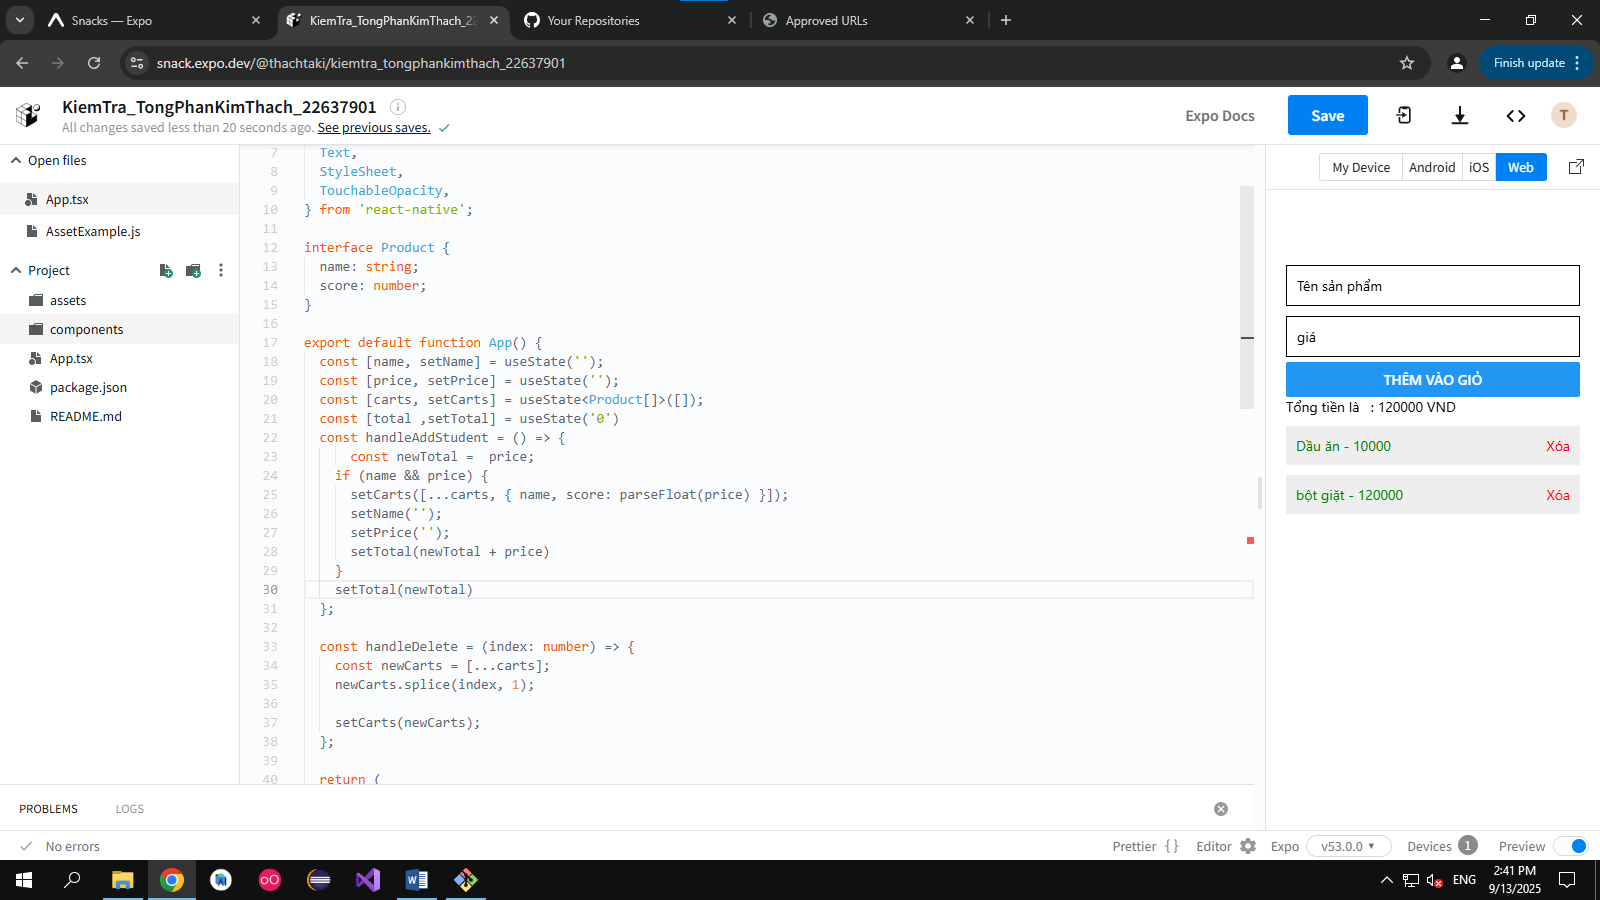 Snacks — Expo
KiemTra_TongPhanKimThach_22
Your Repositories
Approved URLs
snack.expo.dev/@thachtaki/kiemtra_tongphankimthach_22637901
Finish update
KiemTra_TongPhanKimThach_22637901
All changes saved less than 20 seconds ago. See previous saves.
Expo Docs
Save
T
Open files
App.tsx
AssetExample.js
Project
assets
components
App.tsx
package.json
README.md
7 Text,
8 StyleSheet,
9 TouchableOpacity,
10 } from 'react-native';
11
12 interface Product {
13 name: string;
14 score: number;
15 }
16
17 export default function App() {
18 const [name, setName] = useState('');
19 const [price, setPrice] = useState('');
20 const [carts, setCarts] = useState<Product[]>([]);
21 const [total ,setTotal] = useState('0')
22 const handleAddStudent = () => {
23 const newTotal =  price;
24 if (name && price) {
25 setCarts([...carts, { name, score: parseFloat(price) }]);
26 setName('');
27 setPrice('');
28 setTotal(newTotal + price)
29 }
30 setTotal(newTotal)
31 };
32
33 const handleDelete = (index: number) => {
34 const newCarts = [...carts];
35 newCarts.splice(index, 1);
36
37 setCarts(newCarts);
38 };
39
40 return (
My Device Android iOS Web
Tên sản phẩm
giá
THÊM VÀO GIỎ
Tổng tiền là   : 120000 VND
Dầu ăn - 10000 Xóa
bột giặt - 120000 Xóa
PROBLEMS LOGS
No errors
Prettier { } Editor Expo v53.0.0 ▾ Devices 1 Preview
ENG
2:41 PM
9/13/2025